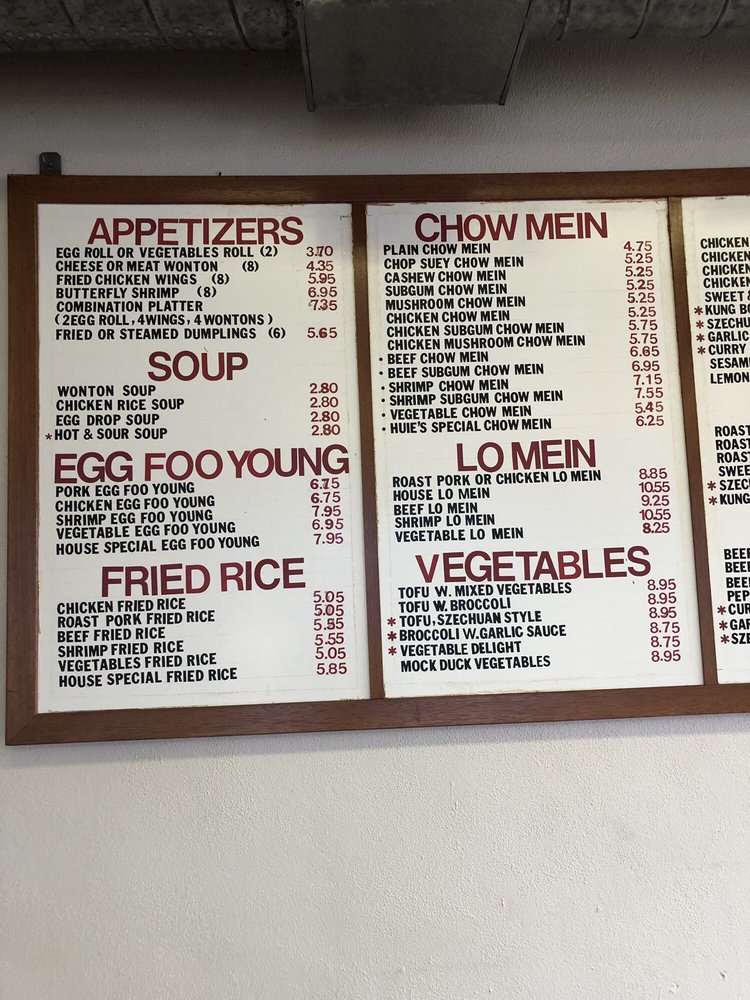 APPETIZERS
EGG ROLL OR VEGETABLES ROLL (2) 3.70
CHEESE OR MEAT WONTON (8) 4.35
FRIED CHICKEN WINGS (8) 5.95
BUTTERFLY SHRIMP (8) 6.95
COMBINATION PLATTER 7.35
(2EGG ROLL, 4WINGS, 4WONTONS)
FRIED OR STEAMED DUMPLINGS (6) 5.65
SOUP
WONTON SOUP 2.80
CHICKEN RICE SOUP 2.80
EGG DROP SOUP 2.80
* HOT & SOUR SOUP 2.80
EGG FOO YOUNG
PORK EGG FOO YOUNG 6.75
CHICKEN EGG FOO YOUNG 6.75
SHRIMP EGG FOO YOUNG 7.95
VEGETABLE EGG FOO YOUNG 6.95
HOUSE SPECIAL EGG FOO YOUNG 7.95
FRIED RICE
CHICKEN FRIED RICE 5.05
ROAST PORK FRIED RICE 5.05
BEEF FRIED RICE 5.55
SHRIMP FRIED RICE 5.55
VEGETABLES FRIED RICE 5.05
HOUSE SPECIAL FRIED RICE 5.85
CHOW MEIN
PLAIN CHOW MEIN 4.75
CHOP SUEY CHOW MEIN 5.25
CASHEW CHOW MEIN 5.25
SUBGUM CHOW MEIN 5.25
MUSHROOM CHOW MEIN 5.25
CHICKEN CHOW MEIN 5.25
CHICKEN SUBGUM CHOW MEIN 5.75
CHICKEN MUSHROOM CHOW MEIN 5.75
· BEEF CHOW MEIN 6.65
· BEEF SUBGUM CHOW MEIN 6.95
· SHRIMP CHOW MEIN 7.15
· SHRIMP SUBGUM CHOW MEIN 7.55
· VEGETABLE CHOW MEIN 5.45
· HUIE'S SPECIAL CHOW MEIN 6.25
LO MEIN
ROAST PORK OR CHICKEN LO MEIN 8.85
HOUSE LO MEIN 10.55
BEEF LO MEIN 9.25
SHRIMP LO MEIN 10.55
VEGETABLE LO MEIN 8.25
VEGETABLES
TOFU W. MIXED VEGETABLES 8.95
TOFU W. BROCCOLI 8.95
* TOFU, SZECHUAN STYLE 8.95
* BROCCOLI W. GARLIC SAUCE 8.75
* VEGETABLE DELIGHT 8.75
MOCK DUCK VEGETABLES 8.95
CHICKEN
CHICKEN
CHICKEN
CHICKEN
SWEET
* KUNG BO
* SZECHU
* GARLIC
* CURRY
SESAM
LEMON
ROAST
ROAST
ROAST
SWEE
* SZEC
* KUNG
BEEF
BEE
BEE
PEP
* CUR
* GAR
* SZE